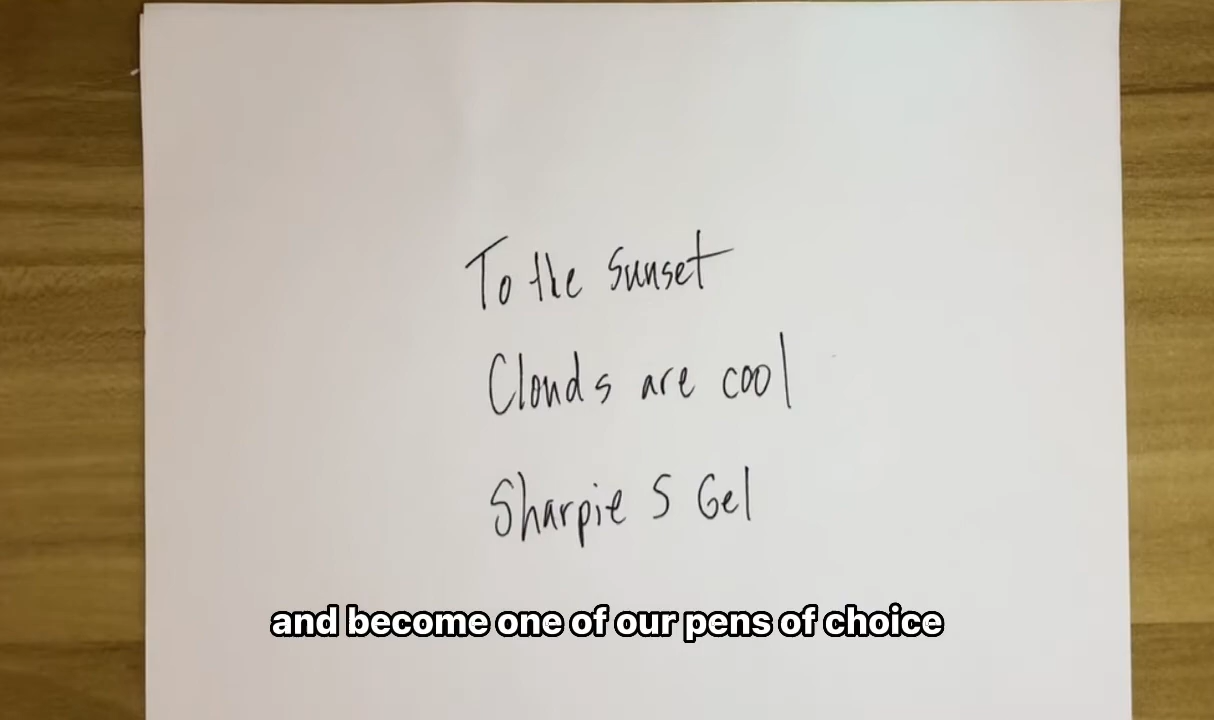 To the Sunset
Clouds are cool
Sharpie S Gel
and become one of our pens of choice